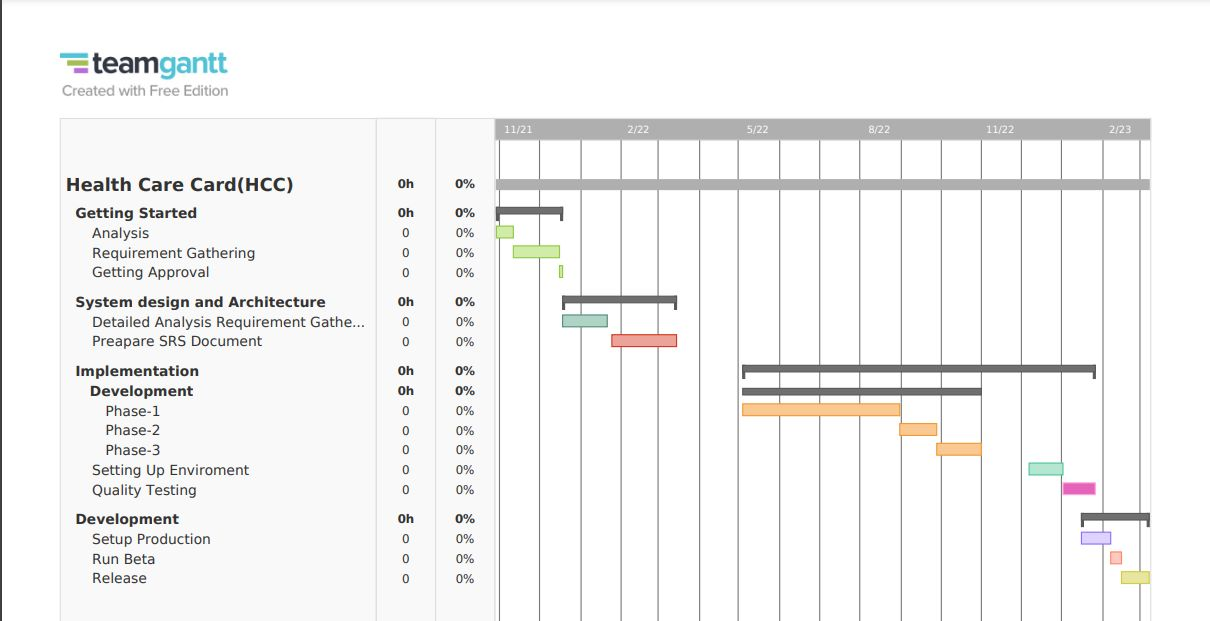 teamgantt
Created with Free Edition
11/21 2/22 5/22 8/22 11/22 2/23
Health Care Card(HCC) 0h 0%
Getting Started 0h 0%
Analysis 0 0%
Requirement Gathering 0 0%
Getting Approval 0 0%
System design and Architecture 0h 0%
Detailed Analysis Requirement Gathe... 0 0%
Preapare SRS Document 0 0%
Implementation 0h 0%
Development 0h 0%
Phase-1 0 0%
Phase-2 0 0%
Phase-3 0 0%
Setting Up Enviroment 0 0%
Quality Testing 0 0%
Development 0h 0%
Setup Production 0 0%
Run Beta 0 0%
Release 0 0%